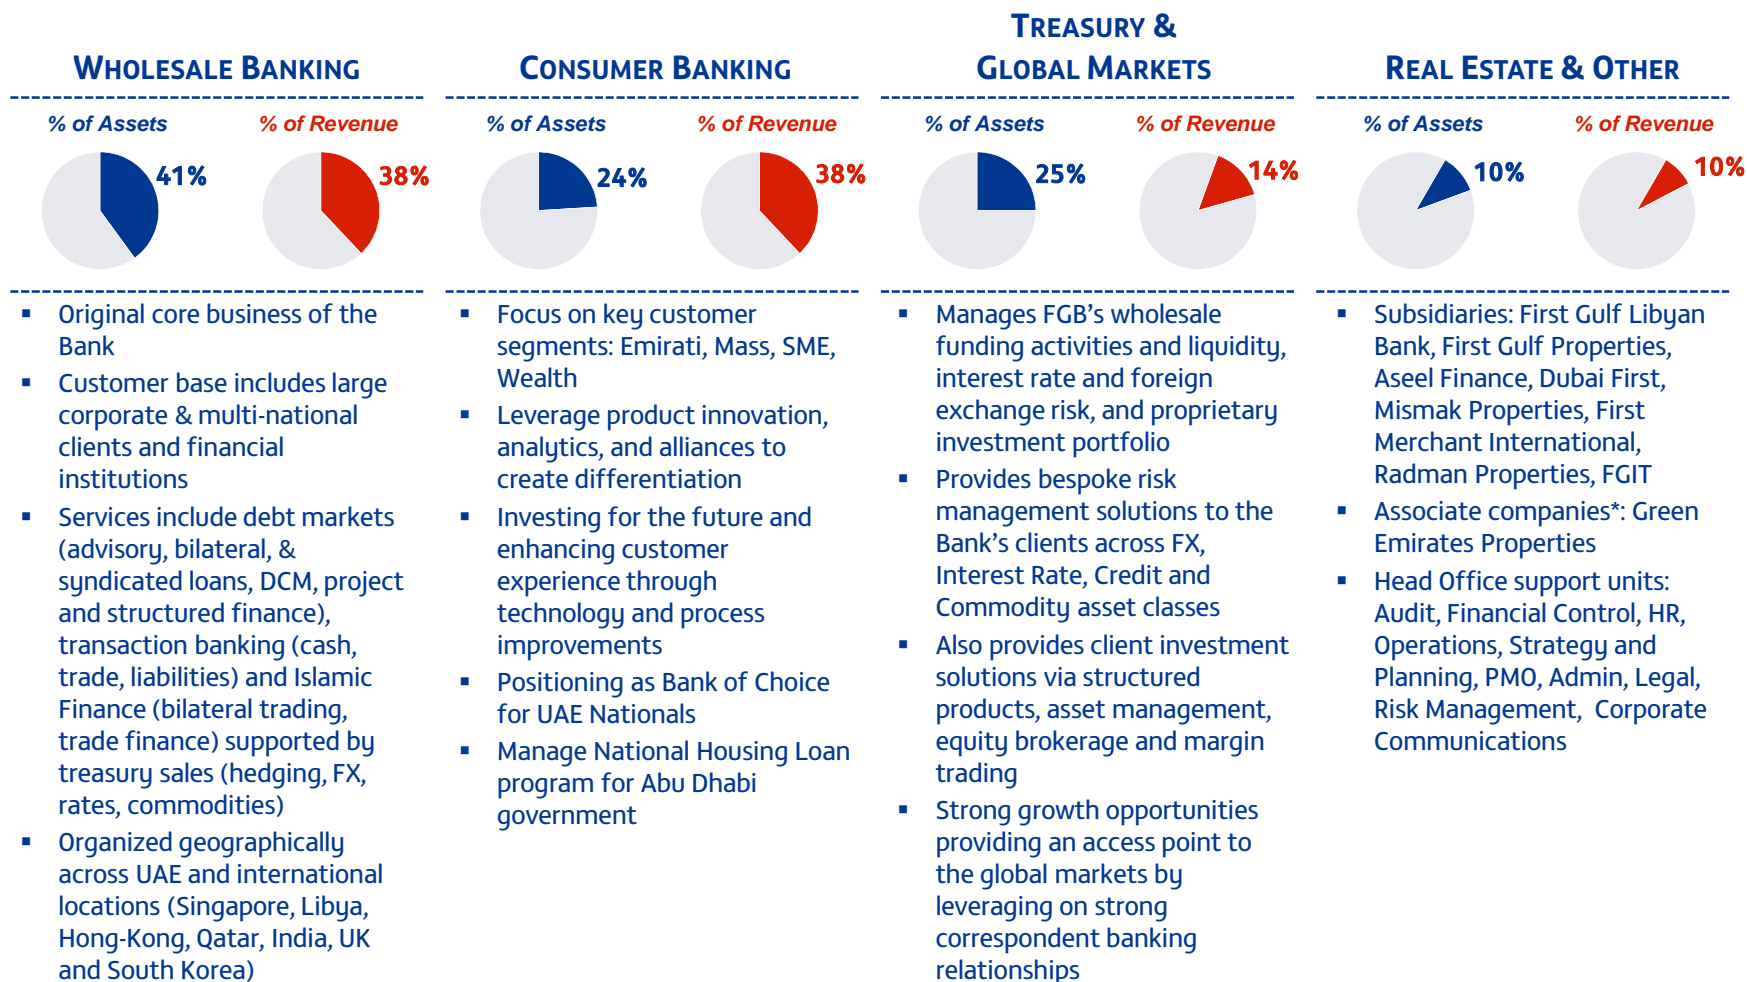 WHOLESALE BANKING
% of Assets
% of Revenue
41%
38%
▪ Original core business of the
Bank
▪ Customer base includes large
corporate & multi-national
clients and financial
institutions
▪ Services include debt markets
(advisory, bilateral, &
syndicated loans, DCM, project
and structured finance),
transaction banking (cash,
trade, liabilities) and Islamic
Finance (bilateral trading,
trade finance) supported by
treasury sales (hedging, FX,
rates, commodities)
▪ Organized geographically
across UAE and international
locations (Singapore, Libya,
Hong-Kong, Qatar, India, UK
and South Korea)
CONSUMER BANKING
% of Assets
% of Revenue
24%
38%
▪ Focus on key customer
segments: Emirati, Mass, SME,
Wealth
▪ Leverage product innovation,
analytics, and alliances to
create differentiation
▪ Investing for the future and
enhancing customer
experience through
technology and process
improvements
▪ Positioning as Bank of Choice
for UAE Nationals
▪ Manage National Housing Loan
program for Abu Dhabi
government
TREASURY &
GLOBAL MARKETS
% of Assets
% of Revenue
25%
14%
▪ Manages FGB’s wholesale
funding activities and liquidity,
interest rate and foreign
exchange risk, and proprietary
investment portfolio
▪ Provides bespoke risk
management solutions to the
Bank’s clients across FX,
Interest Rate, Credit and
Commodity asset classes
▪ Also provides client investment
solutions via structured
products, asset management,
equity brokerage and margin
trading
▪ Strong growth opportunities
providing an access point to
the global markets by
leveraging on strong
correspondent banking
relationships
REAL ESTATE & OTHER
% of Assets
% of Revenue
10%
10%
▪ Subsidiaries: First Gulf Libyan
Bank, First Gulf Properties,
Aseel Finance, Dubai First,
Mismak Properties, First
Merchant International,
Radman Properties, FGIT
▪ Associate companies*: Green
Emirates Properties
▪ Head Office support units:
Audit, Financial Control, HR,
Operations, Strategy and
Planning, PMO, Admin, Legal,
Risk Management, Corporate
Communications